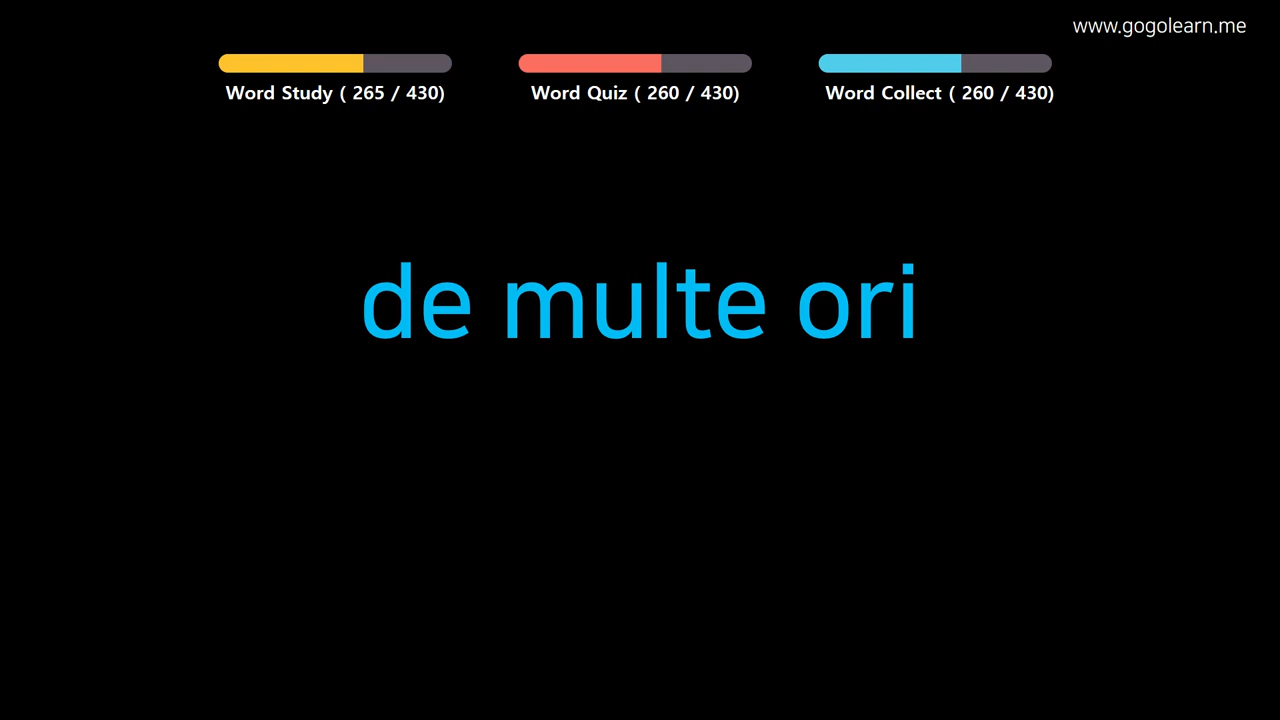 www.gogolearn.me
Word Study ( 265 / 430)
Word Quiz ( 260 / 430)
Word Collect ( 260 / 430)
de multe ori